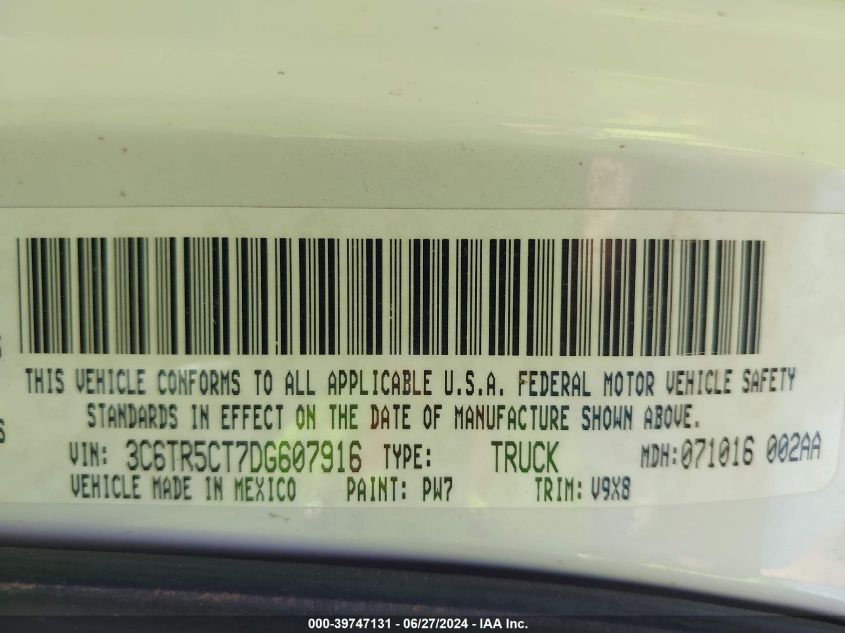 THIS VEHICLE CONFORMS TO ALL APPLICABLE U.S.A. FEDERAL MOTOR VEHICLE SAFETY
STANDARDS IN EFFECT ON THE DATE OF MANUFACTURE SHOWN ABOVE.
VIN: 3C6TR5CT7DG607916 TYPE: TRUCK MDH:071016 002AA
VEHICLE MADE IN MEXICO PAINT: PW7 TRIM: V9X8
000-39747131 - 06/27/2024 - IAA Inc.